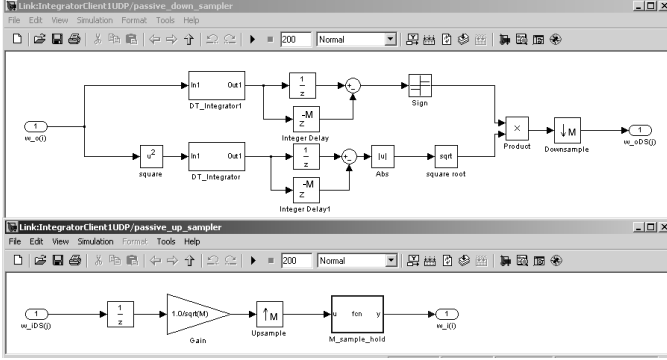 Link:IntegratorClient1UDP/passive_down_sampler
File Edit View Simulation Format Tools Help
200 Normal
In1 Out1
DT_Integrator1
1
z
+
-
Sign
-M
z
Integer Delay
1
w_o(i)
u2
square
In1 Out1
DT_Integrator
1
z
+
-
|u|
Abs
sqrt
square root
×
Product
↓M
Downsample
1
w_oDS(j)
-M
z
Integer Delay1
Link:IntegratorClient1UDP/passive_up_sampler
File Edit View Simulation Format Tools Help
200 Normal
1
w_iDS(j)
1
z
1.0/sqrt(M)
Gain
↑M
Upsample
u fcn y
M_sample_hold
1
w_i(i)